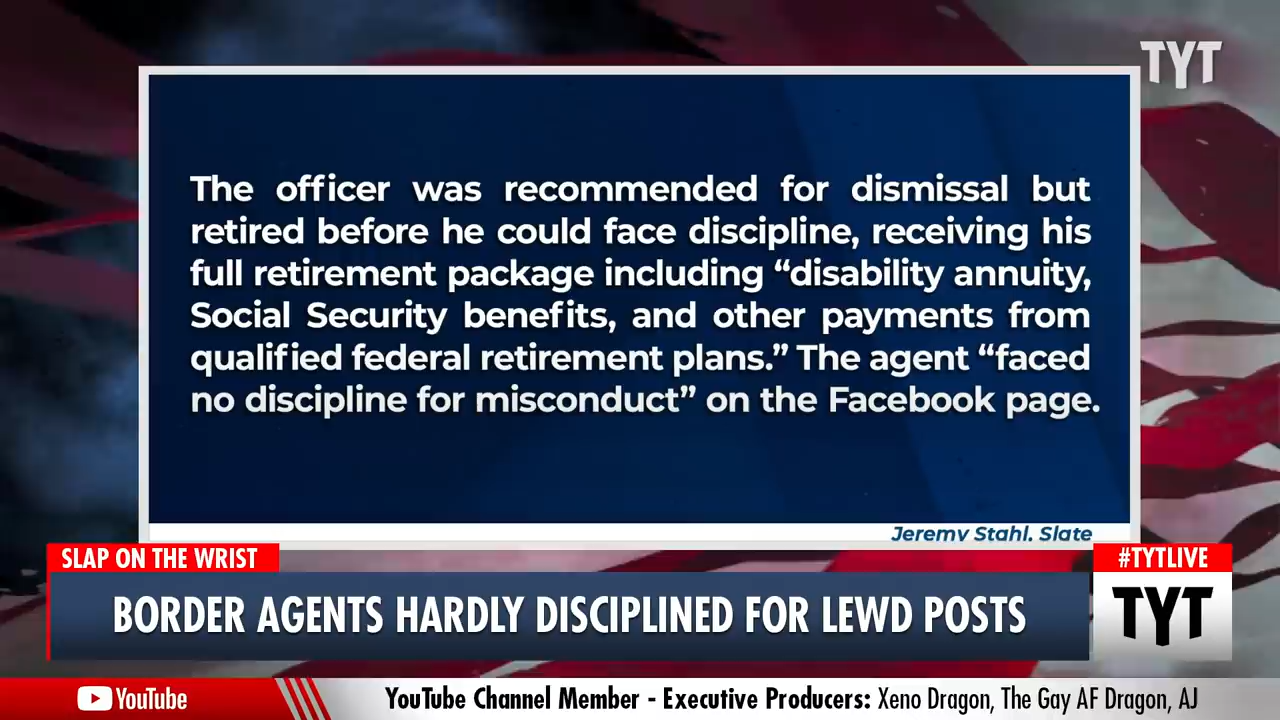 TYT
The officer was recommended for dismissal but
retired before he could face discipline, receiving his
full retirement package including “disability annuity,
Social Security benefits, and other payments from
qualified federal retirement plans.” The agent “faced
no discipline for misconduct” on the Facebook page.
Jeremy Stahl, Slate
SLAP ON THE WRIST
#TYTLIVE
BORDER AGENTS HARDLY DISCIPLINED FOR LEWD POSTS
TYT
YouTube
YouTube Channel Member - Executive Producers: Xeno Dragon, The Gay AF Dragon, AJ